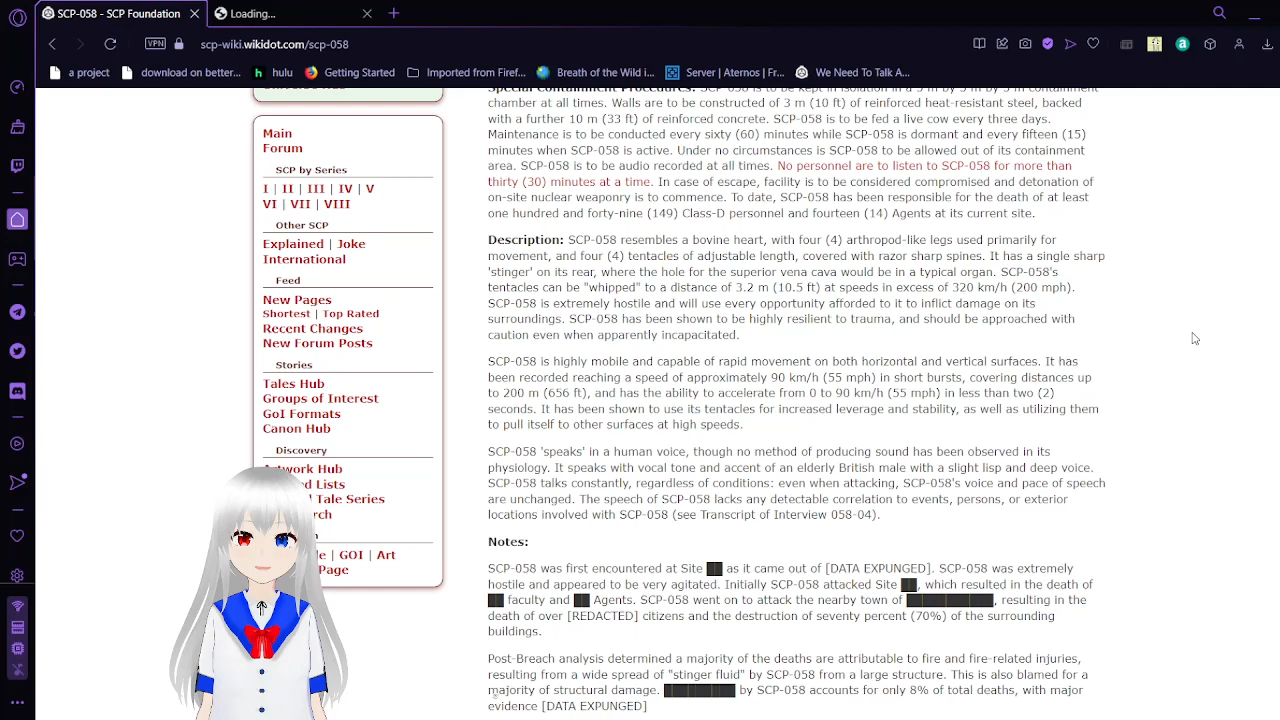 SCP-058 - SCP Foundation
Loading...
VPN
scp-wiki.wikidot.com/scp-058
a project
download on better...
hulu
Getting Started
Imported from Firef...
Breath of the Wild i...
Server | Aternos | Fr...
We Need To Talk A...
Main
Forum
SCP by Series
I | II | III | IV | V
VI | VII | VIII
Other SCP
Explained | Joke
International
Feed
New Pages
Shortest | Top Rated
Recent Changes
New Forum Posts
Stories
Tales Hub
Groups of Interest
GoI Formats
Canon Hub
Discovery
Artwork Hub
Lists
Tale Series
GOI | Art
Page
Special Containment Procedures: SCP-058 is to be kept in isolation in a 5 m by 5 m by 5 m containment
chamber at all times. Walls are to be constructed of 3 m (10 ft) of reinforced heat-resistant steel, backed
with a further 10 m (33 ft) of reinforced concrete. SCP-058 is to be fed a live cow every three days.
Maintenance is to be conducted every sixty (60) minutes while SCP-058 is dormant and every fifteen (15)
minutes when SCP-058 is active. Under no circumstances is SCP-058 to be allowed out of its containment
area. SCP-058 is to be audio recorded at all times. No personnel are to listen to SCP-058 for more than
thirty (30) minutes at a time. In case of escape, facility is to be considered compromised and detonation of
on-site nuclear weaponry is to commence. To date, SCP-058 has been responsible for the death of at least
one hundred and forty-nine (149) Class-D personnel and fourteen (14) Agents at its current site.
Description: SCP-058 resembles a bovine heart, with four (4) arthropod-like legs used primarily for
movement, and four (4) tentacles of adjustable length, covered with razor sharp spines. It has a single sharp
'stinger' on its rear, where the hole for the superior vena cava would be in a typical organ. SCP-058's
tentacles can be "whipped" to a distance of 3.2 m (10.5 ft) at speeds in excess of 320 km/h (200 mph).
SCP-058 is extremely hostile and will use every opportunity afforded to it to inflict damage on its
surroundings. SCP-058 has been shown to be highly resilient to trauma, and should be approached with
caution even when apparently incapacitated.
SCP-058 is highly mobile and capable of rapid movement on both horizontal and vertical surfaces. It has
been recorded reaching a speed of approximately 90 km/h (55 mph) in short bursts, covering distances up
to 200 m (656 ft), and has the ability to accelerate from 0 to 90 km/h (55 mph) in less than two (2)
seconds. It has been shown to use its tentacles for increased leverage and stability, as well as utilizing them
to pull itself to other surfaces at high speeds.
SCP-058 'speaks' in a human voice, though no method of producing sound has been observed in its
physiology. It speaks with vocal tone and accent of an elderly British male with a slight lisp and deep voice.
SCP-058 talks constantly, regardless of conditions: even when attacking, SCP-058's voice and pace of speech
are unchanged. The speech of SCP-058 lacks any detectable correlation to events, persons, or exterior
locations involved with SCP-058 (see Transcript of Interview 058-04).
Notes:
SCP-058 was first encountered at Site ██ as it came out of [DATA EXPUNGED]. SCP-058 was extremely
hostile and appeared to be very agitated. Initially SCP-058 attacked Site ██, which resulted in the death of
██ faculty and ██ Agents. SCP-058 went on to attack the nearby town of ███████████, resulting in the
death of over [REDACTED] citizens and the destruction of seventy percent (70%) of the surrounding
buildings.
Post-Breach analysis determined a majority of the deaths are attributable to fire and fire-related injuries,
resulting from a wide spread of "stinger fluid" by SCP-058 from a large structure. This is also blamed for a
majority of structural damage. █████████ by SCP-058 accounts for only 8% of total deaths, with major
evidence [DATA EXPUNGED]